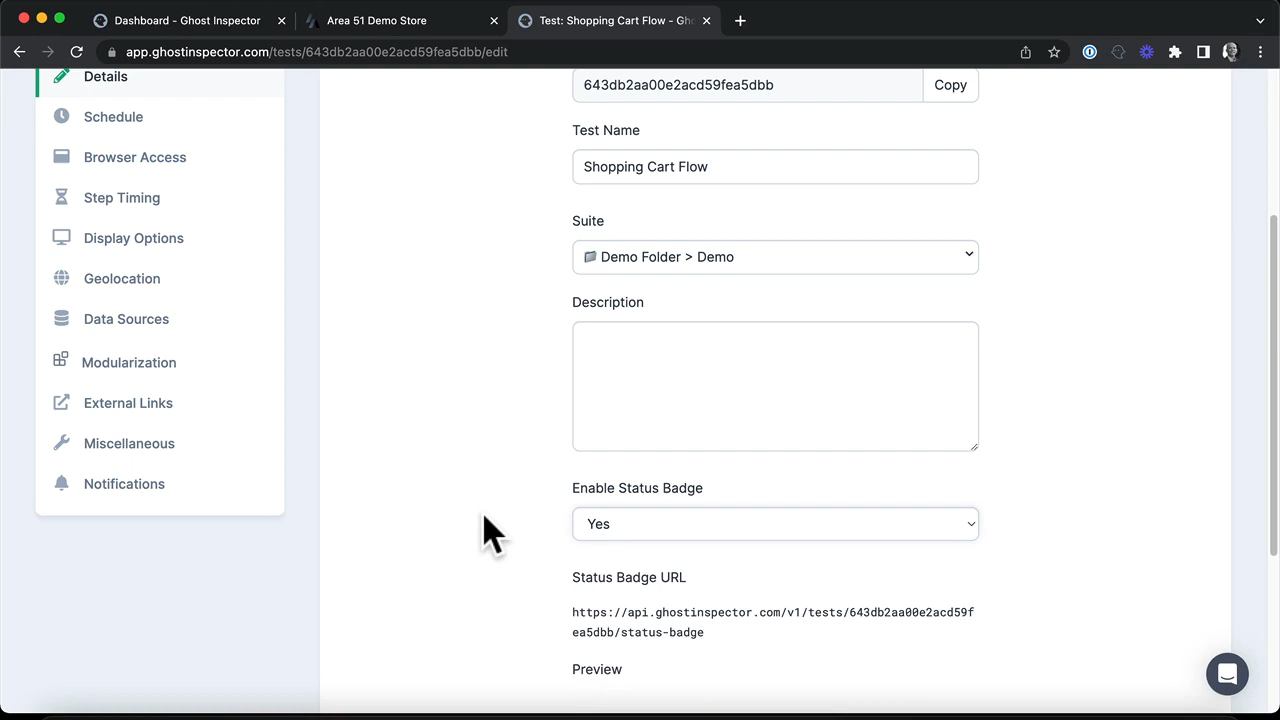 Dashboard - Ghost Inspector
Area 51 Demo Store
Test: Shopping Cart Flow - Gh
app.ghostinspector.com/tests/643db2aa00e2acd59fea5dbb/edit
Details
Schedule
Browser Access
Step Timing
Display Options
Geolocation
Data Sources
Modularization
External Links
Miscellaneous
Notifications
643db2aa00e2acd59fea5dbb
Copy
Test Name
Shopping Cart Flow
Suite
Demo Folder > Demo
Description
Enable Status Badge
Yes
Status Badge URL
https://api.ghostinspector.com/v1/tests/643db2aa00e2acd59f
ea5dbb/status-badge
Preview